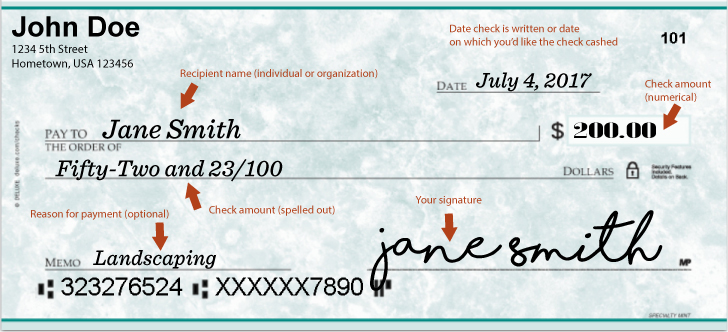 John Doe
1234 5th Street
Hometown, USA 123456
Date check is written or date
on which you'd like the check cashed
101
Recipient name (individual or organization)
DATE July 4, 2017
Check amount
(numerical)
PAY TO Jane Smith
THE ORDER OF
$ 200.00
Fifty-Two and 23/100 DOLLARS
Security Features
Included.
Details on Back.
© DELUXE deluxe.com/checks
Reason for payment (optional)
Check amount (spelled out)
Your signature
MEMO Landscaping
jane smith
MP
323276524 XXXXXX7890
SPECIALTY MINT